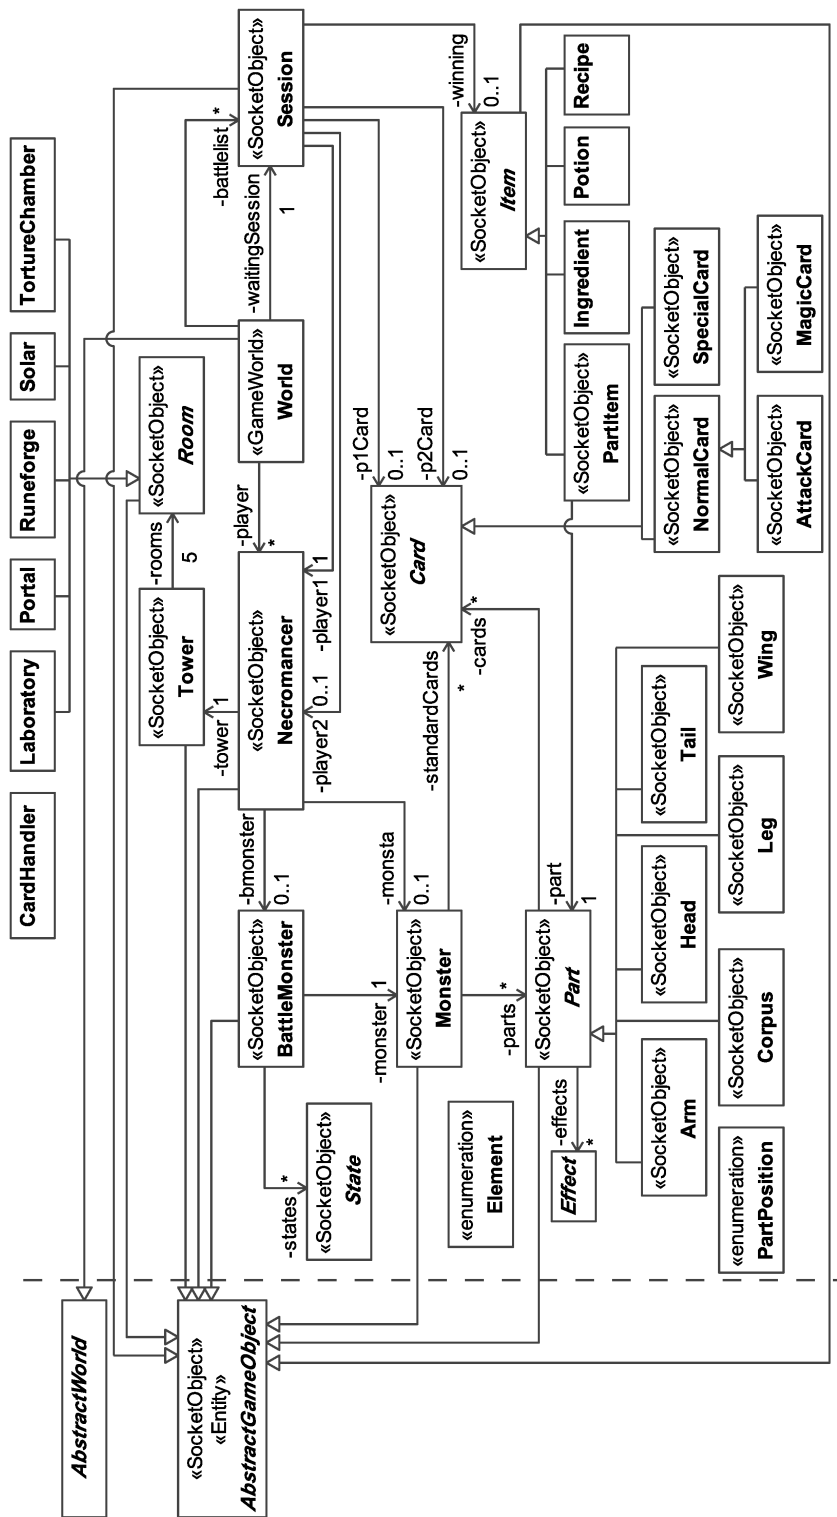 CardHandler
Laboratory
Portal
Runeforge
Solar
TortureChamber
AbstractWorld
«SocketObject»
«Entity»
AbstractGameObject
«SocketObject»
Tower
-rooms
5
«SocketObject»
Room
-tower
1
«SocketObject»
BattleMonster
-bmonster
0..1
«SocketObject»
Necromancer
-player
*
«GameWorld»
World
-waitingSession
1
-battlelist
*
«SocketObject»
Session
-states
*
«SocketObject»
State
-monster
1
-monsta
0..1
-player2
0..1
-player1
1
«SocketObject»
Monster
-standardCards
*
«SocketObject»
Card
-p1Card
0..1
-p2Card
0..1
-winning
0..1
«SocketObject»
Item
«enumeration»
Element
-parts
*
-cards
*
«SocketObject»
Part
-effects
*
Effect
-part
1
«SocketObject»
PartItem
Ingredient
Potion
Recipe
«SocketObject»
Arm
«SocketObject»
Head
«SocketObject»
Tail
«SocketObject»
NormalCard
«SocketObject»
SpecialCard
«enumeration»
PartPosition
«SocketObject»
Corpus
«SocketObject»
Leg
«SocketObject»
Wing
«SocketObject»
AttackCard
«SocketObject»
MagicCard